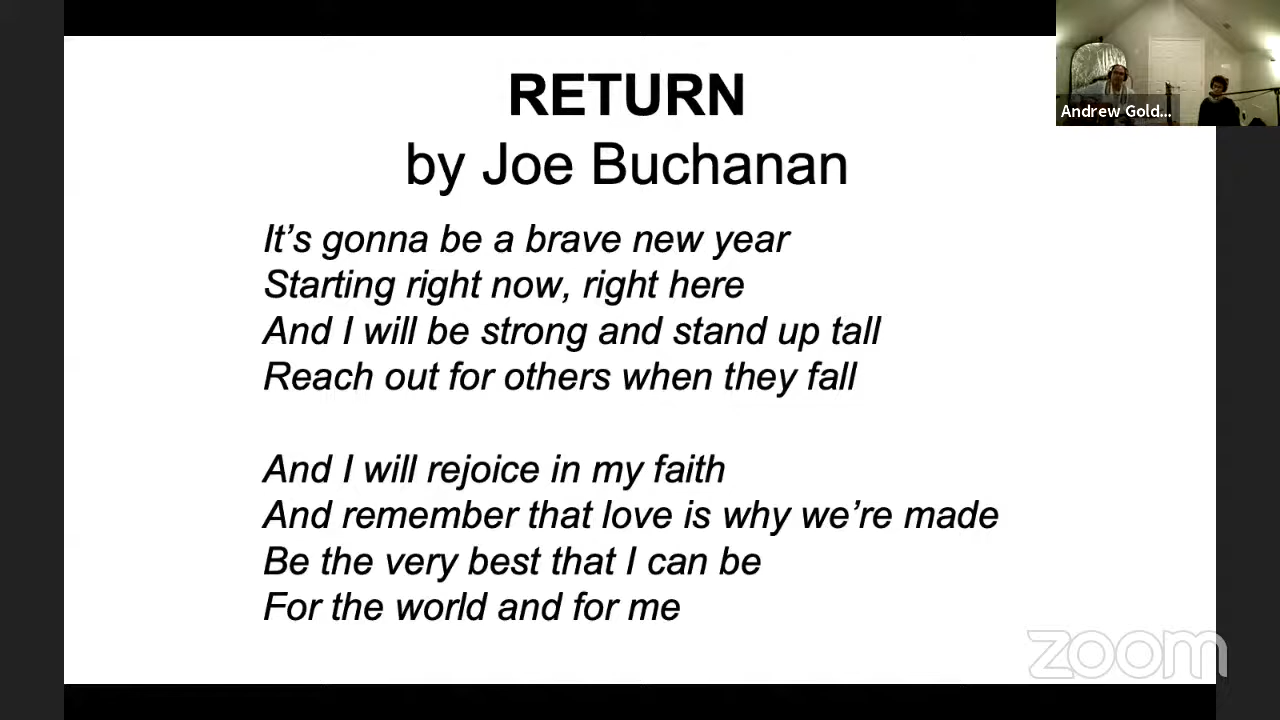 RETURN
by Joe Buchanan
It's gonna be a brave new year
Starting right now, right here
And I will be strong and stand up tall
Reach out for others when they fall
And I will rejoice in my faith
And remember that love is why we're made
Be the very best that I can be
For the world and for me
Andrew Gold...
zoom